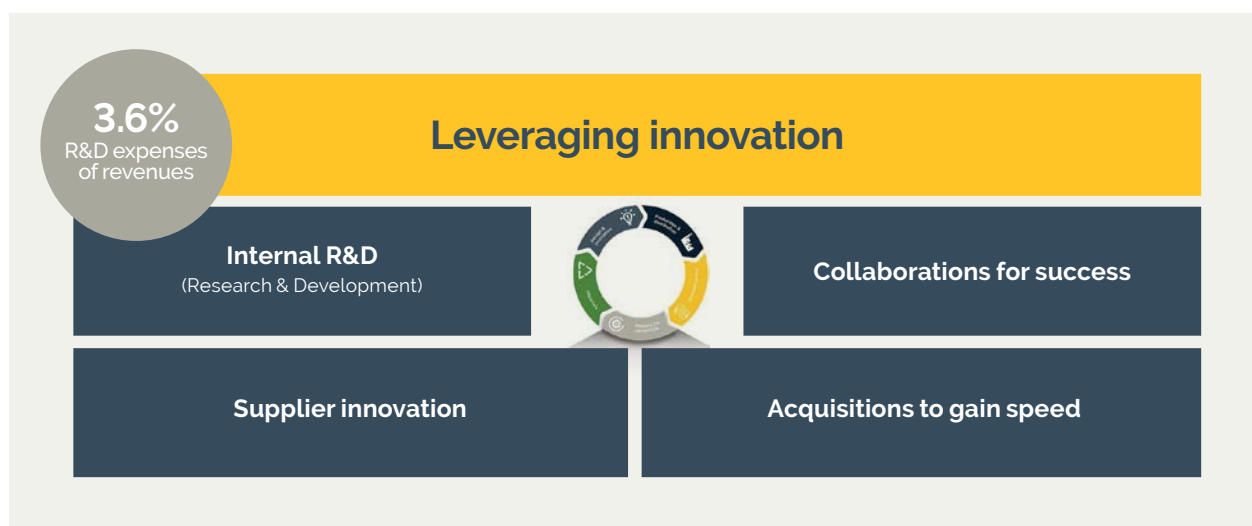 3.6%
R&D expenses
of revenues
Leveraging innovation
Internal R&D
(Research & Development)
Collaborations for success
Supplier innovation
Acquisitions to gain speed